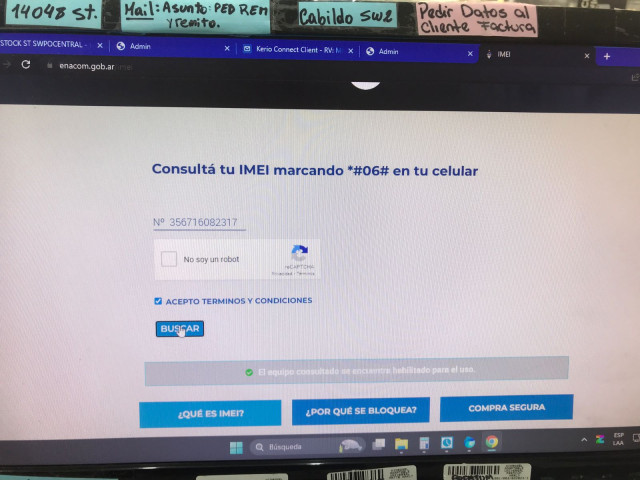 14048 ST.
Mail: Asunto: PED REM
y remito.
Cabildo SW2
Pedir Datos al
Cliente Factura
STOCK ST SWPOCENTRAL -
Admin
Kerio Connect Client - RV:
Admin
IMEI
enacom.gob.ar
Consultá tu IMEI marcando *#06# en tu celular
Nº 356716082317
No soy un robot
reCAPTCHA
Privacidad - Términos
ACEPTO TERMINOS Y CONDICIONES
BUSCAR
El equipo consultado se encuentra habilitado para el uso.
¿QUÉ ES IMEI?
¿POR QUÉ SE BLOQUEA?
COMPRA SEGURA
Búsqueda
ESP
LAA